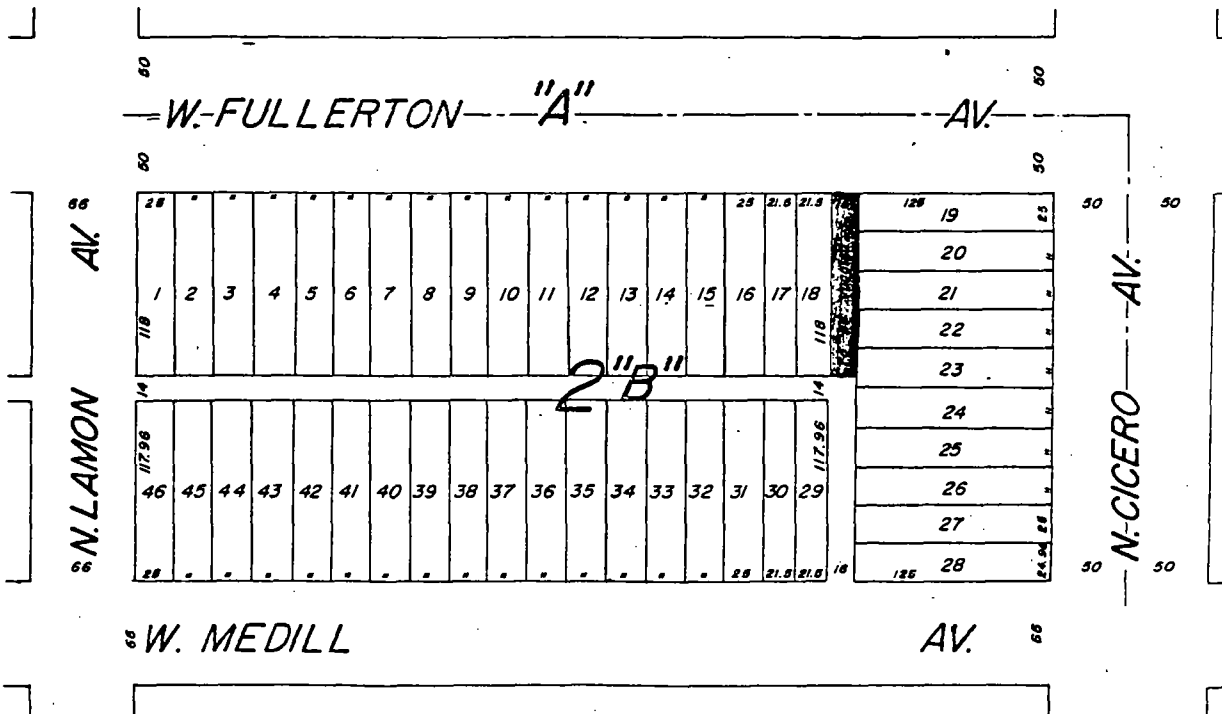 50 50
W. FULLERTON "A" AV.
50 50
66 50 50
25 " " " " " " " " " " " " " " 25 21.5 21.5 125 25
19
20 "
1 2 3 4 5 6 7 8 9 10 11 12 13 14 15 16 17 18 21 "
118 118 22 "
23 "
2 "B"
14 14
24 "
117.96 117.96 25 "
46 45 44 43 42 41 40 39 38 37 36 35 34 33 32 31 30 29 26 "
27 25
25 " " " " " " " " " " " " " " 25 21.5 21.5 16 125 28 24.96
66 50 50
N. LAMON AV.
N. CICERO AV.
66 W. MEDILL AV. 66